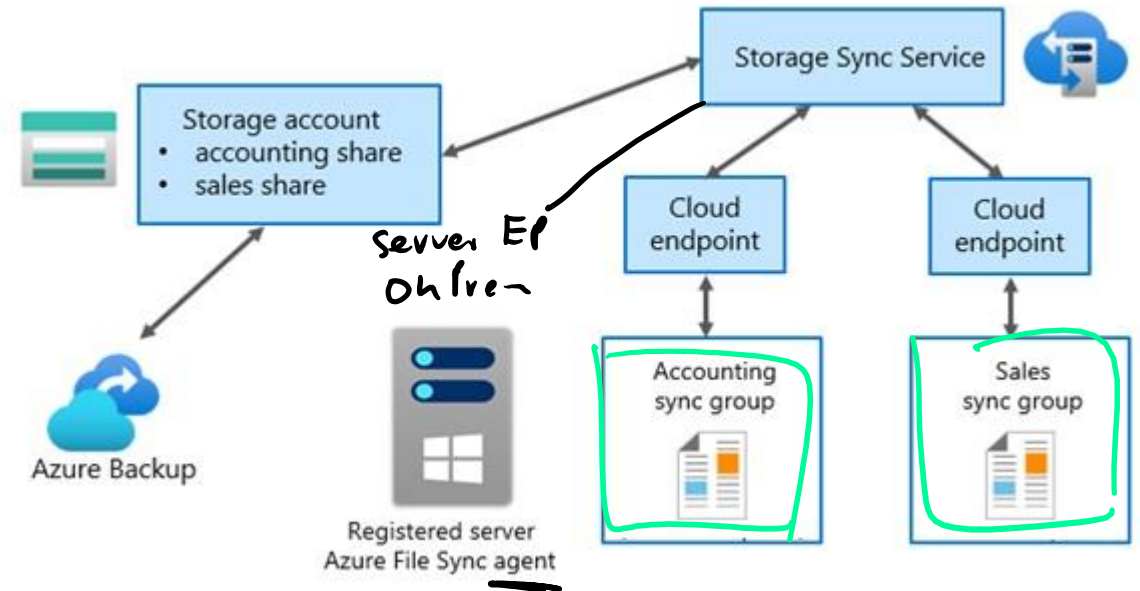 Storage Sync Service
Storage account
• accounting share
• sales share
server EP
Cloud
endpoint
Cloud
endpoint
Accounting
sync group
Sales
sync group
Azure Backup
Registered server
Azure File Sync agent